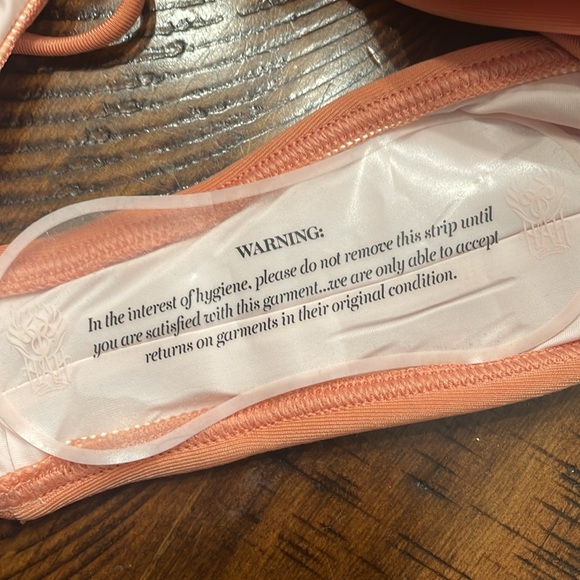 WARNING:
In the interest of hygiene, please do not remove this strip until
you are satisfied with this garment...we are only able to accept
returns on garments in their original condition.